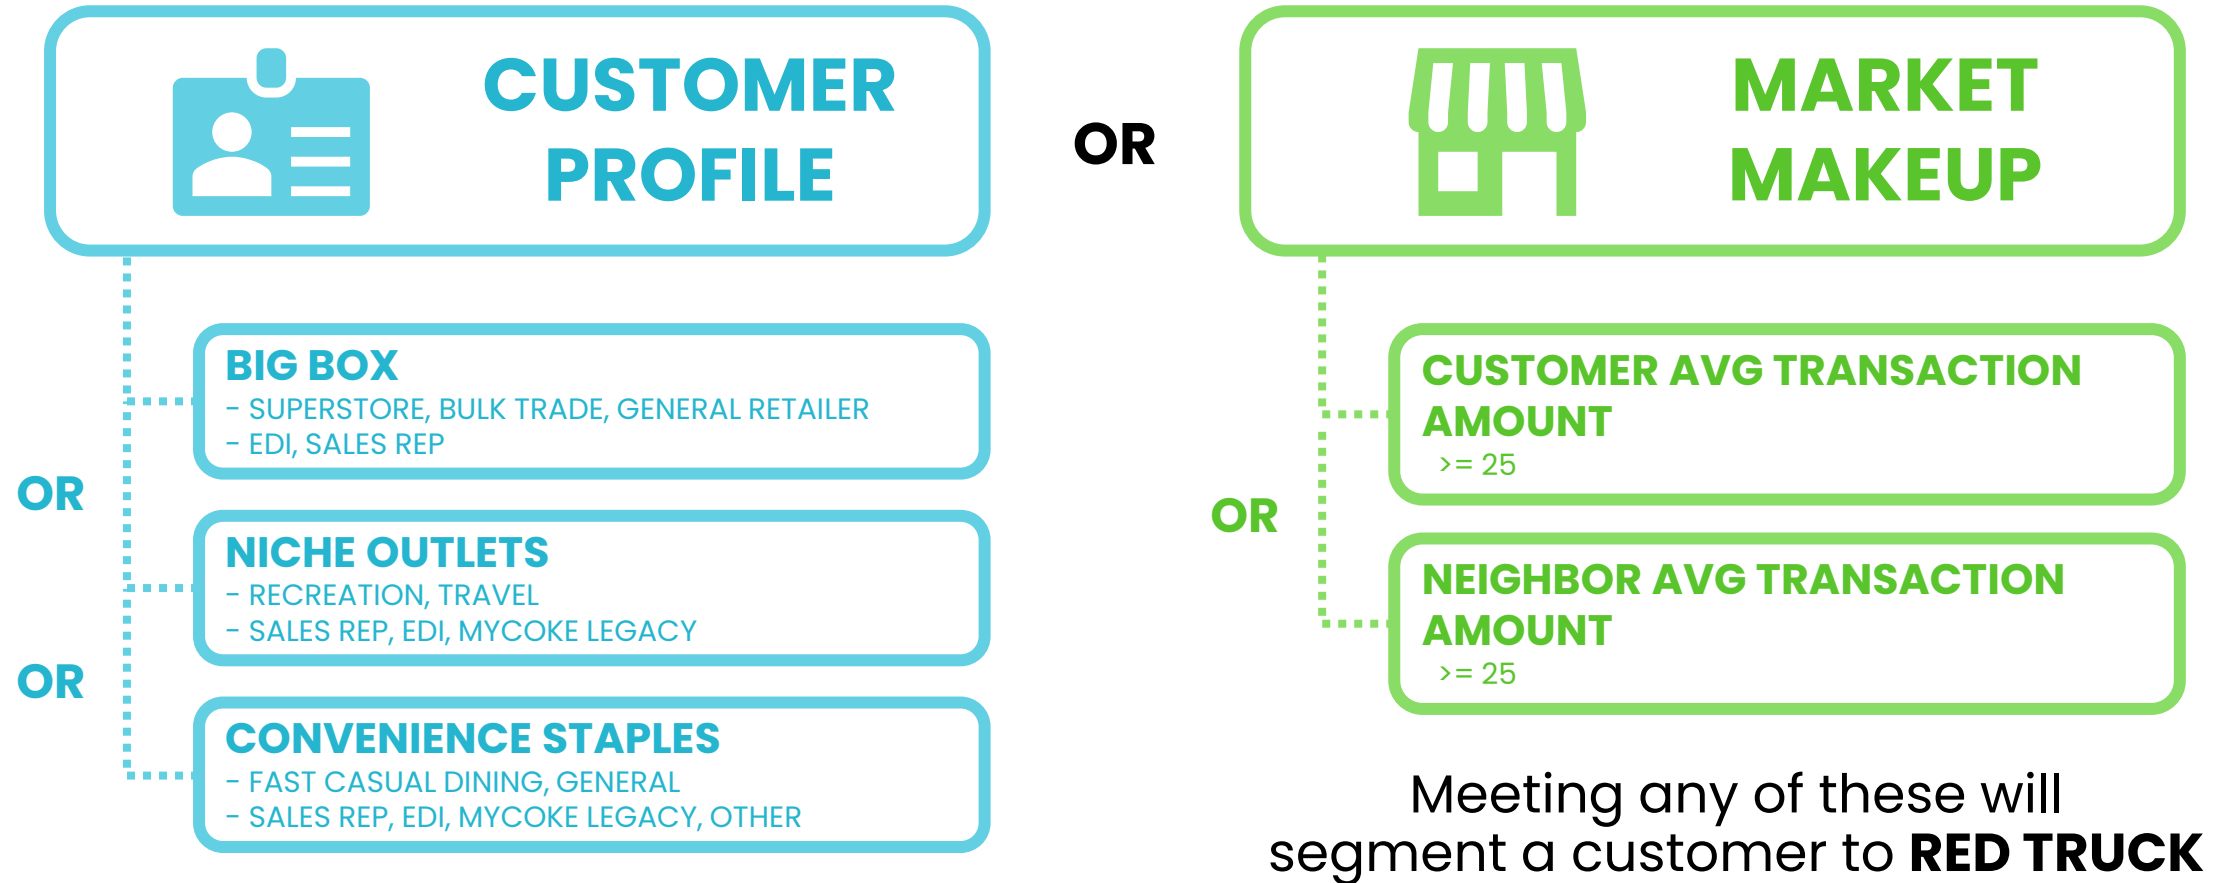 CUSTOMER
PROFILE
OR
MARKET
MAKEUP
BIG BOX
- SUPERSTORE, BULK TRADE, GENERAL RETAILER
- EDI, SALES REP
OR
NICHE OUTLETS
- RECREATION, TRAVEL
- SALES REP, EDI, MYCOKE LEGACY
OR
CONVENIENCE STAPLES
- FAST CASUAL DINING, GENERAL
- SALES REP, EDI, MYCOKE LEGACY, OTHER
CUSTOMER AVG TRANSACTION
AMOUNT
>= 25
OR
NEIGHBOR AVG TRANSACTION
AMOUNT
>= 25
Meeting any of these will
segment a customer to RED TRUCK